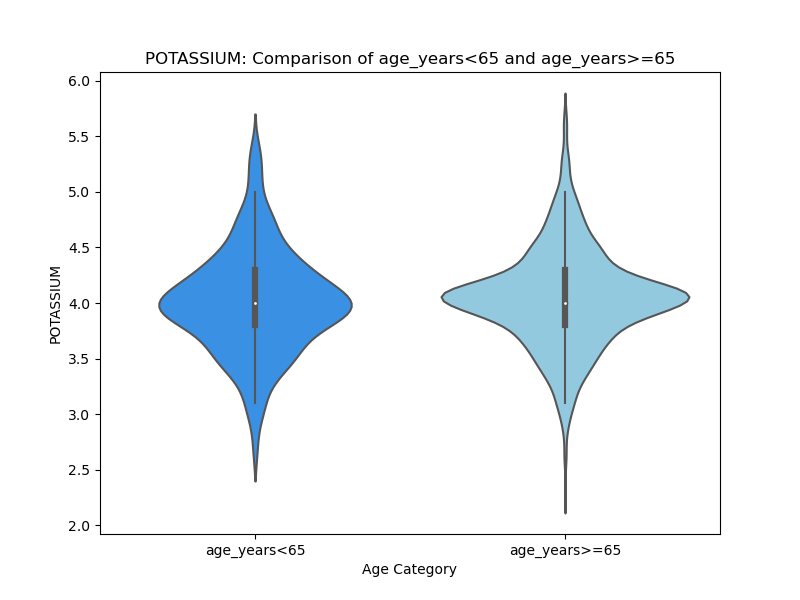 POTASSIUM: Comparison of age_years<65 and age_years>=65
POTASSIUM
6.0
5.5
5.0
4.5
4.0
3.5
3.0
2.5
2.0
age_years<65
age_years>=65
Age Category